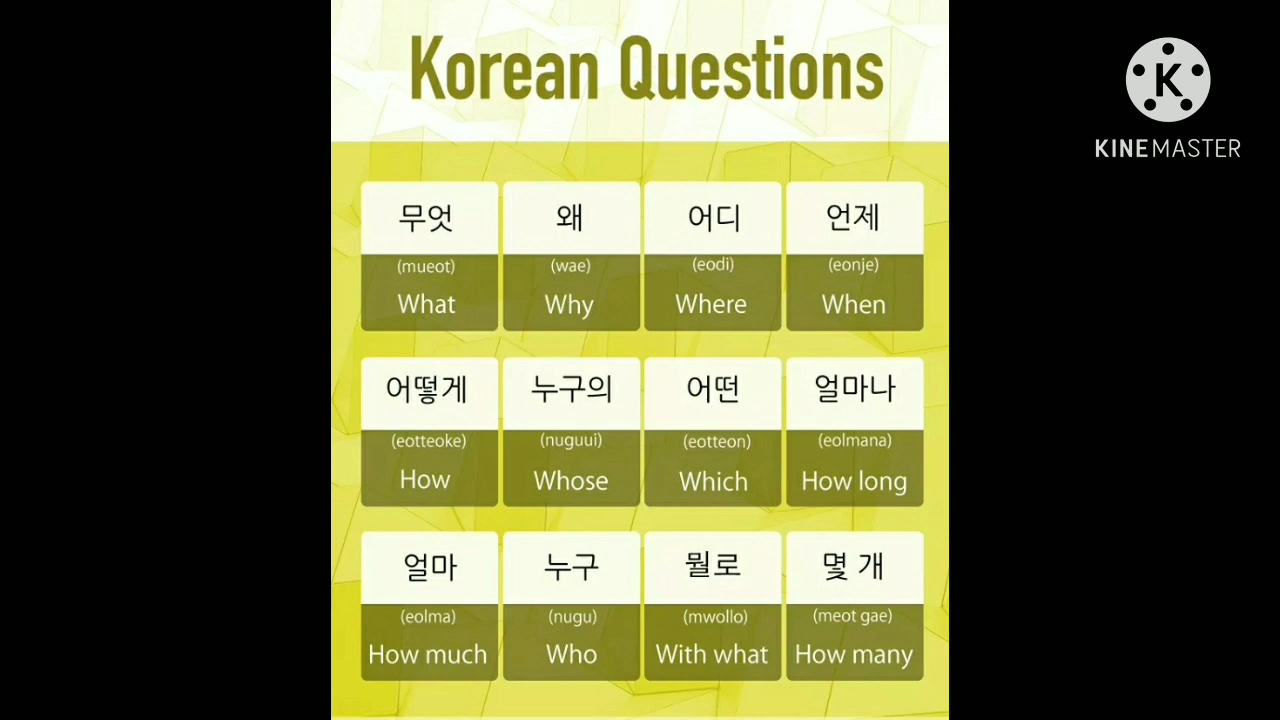 Korean Questions
K
KINEMASTER
무엇
(mueot)
What
왜
(wae)
Why
어디
(eodi)
Where
언제
(eonje)
When
어떻게
(eotteoke)
How
누구의
(nuguui)
Whose
어떤
(eotteon)
Which
얼마나
(eolmana)
How long
얼마
(eolma)
How much
누구
(nugu)
Who
뭘로
(mwollo)
With what
몇 개
(meot gae)
How many